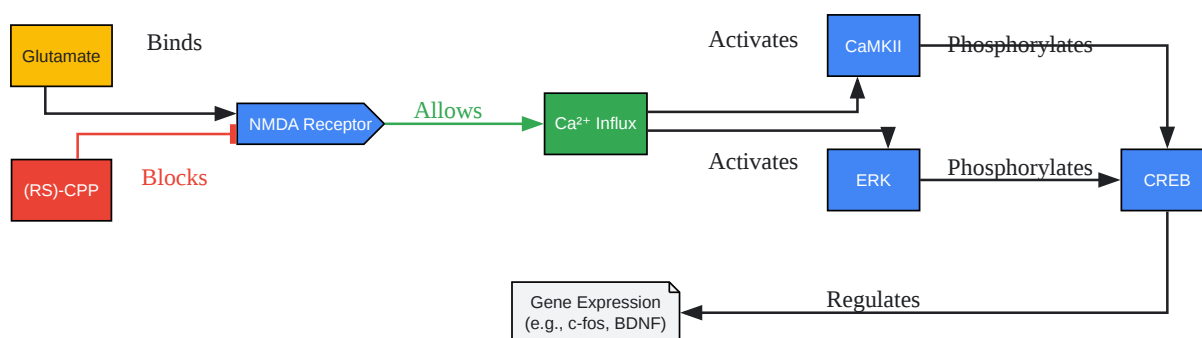 Glutamate
Binds
NMDA Receptor
(RS)-CPP
Blocks
Allows
Ca²⁺ Influx
Activates
CaMKII
Phosphorylates
Activates
ERK
Phosphorylates
CREB
Regulates
Gene Expression
(e.g., c-fos, BDNF)